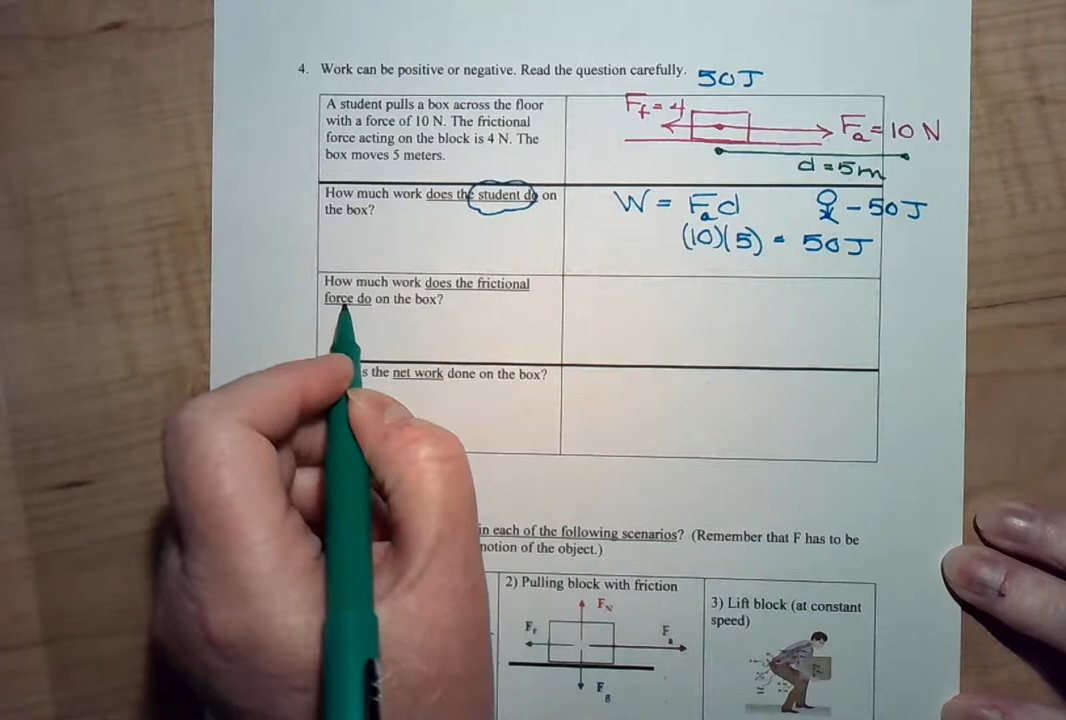 4. Work can be positive or negative. Read the question carefully.
50J
A student pulls a box across the floor
with a force of 10 N. The frictional
force acting on the block is 4 N. The
box moves 5 meters.
Ff = 4
Fa = 10 N
d = 5m
How much work does the student do on
the box?
W = Fad
(10)(5) = 50J
- 50J
How much work does the frictional
force do on the box?
s the net work done on the box?
in each of the following scenarios? (Remember that F has to be
notion of the object.)
2) Pulling block with friction
FN
Ff
Fa
Fg
3) Lift block (at constant
speed)